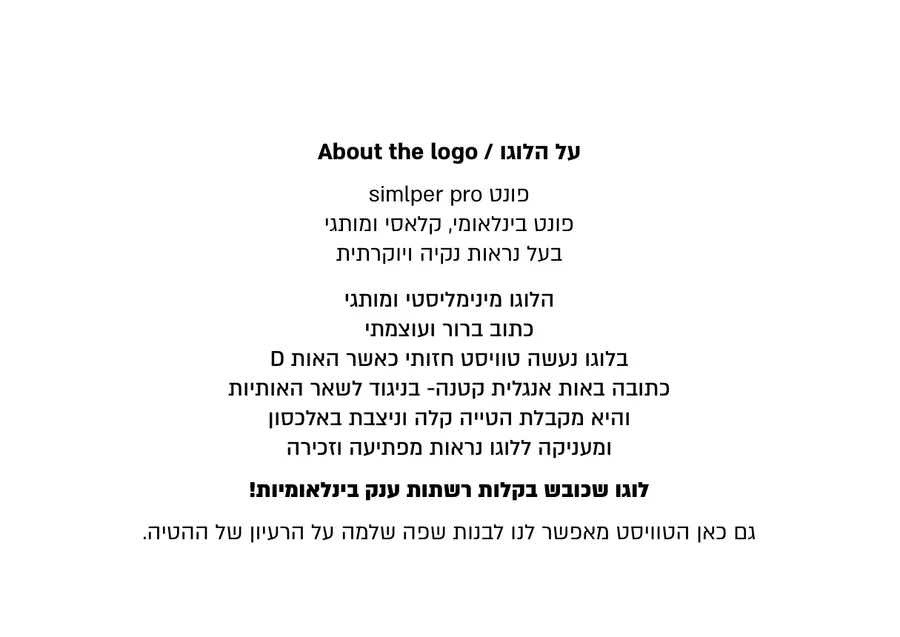 על הלוגו / About the logo
פונט simlper pro
פונט בינלאומי, קלאסי ומותגי
בעל נראות נקיה ויוקרתית
הלוגו מינימליסטי ומותגי
כתוב ברור ועוצמתי
בלוגו נעשה טוויסט חזותי כאשר האות D
כתובה באות אנגלית קטנה- בניגוד לשאר האותיות
והיא מקבלת הטייה קלה וניצבת באלכסון
ומעניקה ללוגו נראות מפתיעה וזכירה
לוגו שכובש בקלות רשתות ענק בינלאומיות!
גם כאן הטוויסט מאפשר לנו לבנות שפה שלמה על הרעיון של ההטיה.